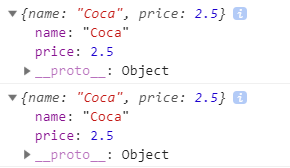 ▼ {name: "Coca", price: 2.5} i
name: "Coca"
price: 2.5
▶ __proto__: Object
▼ {name: "Coca", price: 2.5} i
name: "Coca"
price: 2.5
▶ __proto__: Object